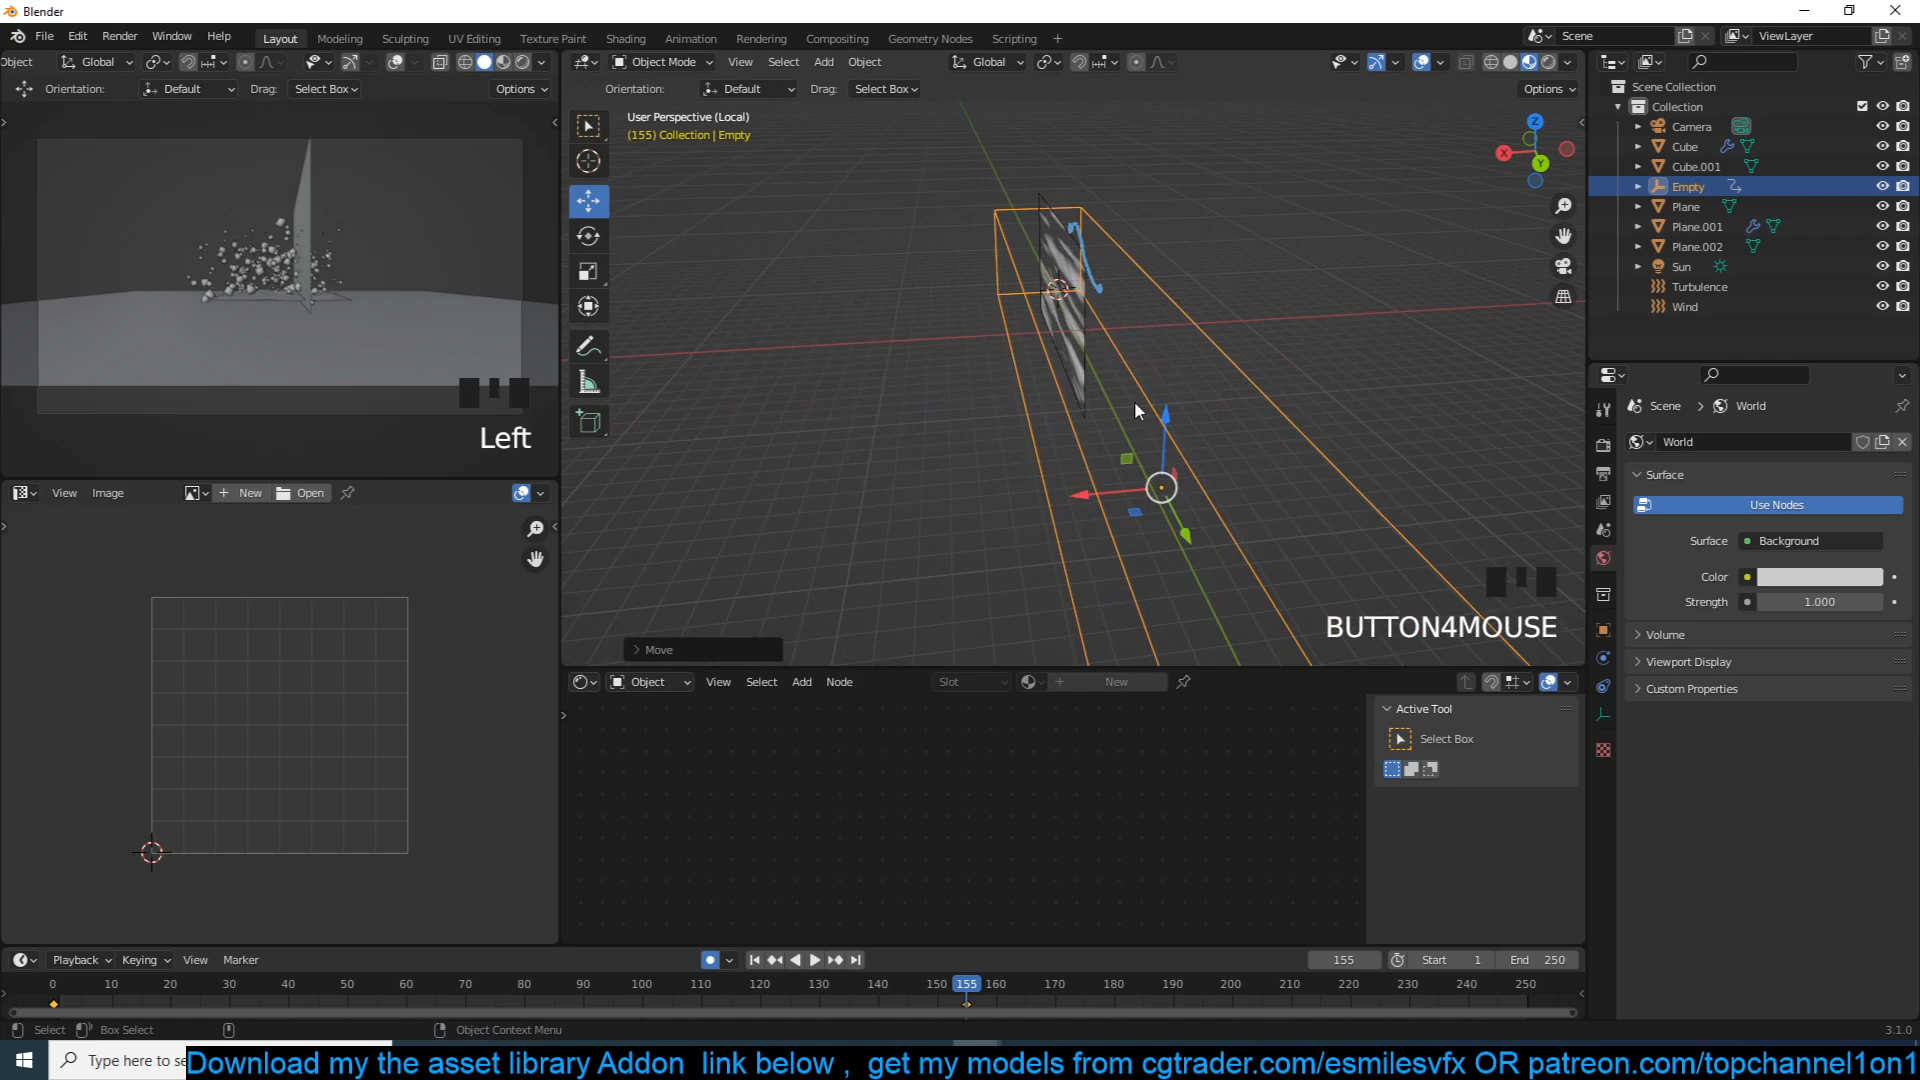 Blender
File Edit Render Window Help Layout Modeling Sculpting UV Editing Texture Paint Shading Animation Rendering Compositing Geometry Nodes Scripting + Scene ViewLayer
Object Global
Orientation: Default Drag: Select Box Options
Object Mode View Select Add Object Global
Orientation: Default Drag: Select Box Options
User Perspective (Local)
(155) Collection | Empty
Z
X
Y
Left
BUTTON4MOUSE
Move
Scene Collection
Collection
Camera
Cube
Cube.001
Empty
Plane
Plane.001
Plane.002
Sun
Turbulence
Wind
Scene > World
World
Surface
Use Nodes
Surface Background
Color
Strength 1.000
Volume
Viewport Display
Custom Properties
View Image + New Open
Object View Select Add Node Slot + New
Active Tool
Select Box
Playback Keying View Marker 155 Start 1 End 250
0 10 20 30 40 50 60 70 80 90 100 110 120 130 140 150 155 160 170 180 190 200 210 220 230 240 250
Select Box Select Object Context Menu 3.1.0
Type here to se
Download my the asset library Addon link below , get my models from cgtrader.com/esmilesvfx OR patreon.com/topchannel1on1